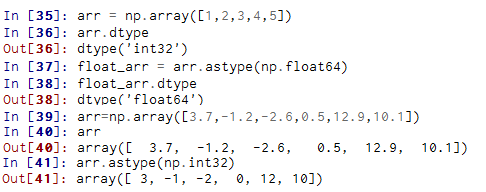 In [35]: arr = np.array([1,2,3,4,5])
In [36]: arr.dtype
Out[36]: dtype('int32')
In [37]: float_arr = arr.astype(np.float64)
In [38]: float_arr.dtype
Out[38]: dtype('float64')
In [39]: arr=np.array([3.7,-1.2,-2.6,0.5,12.9,10.1])
In [40]: arr
Out[40]: array([  3.7,  -1.2,  -2.6,   0.5,  12.9,  10.1])
In [41]: arr.astype(np.int32)
Out[41]: array([ 3, -1, -2,  0, 12, 10])